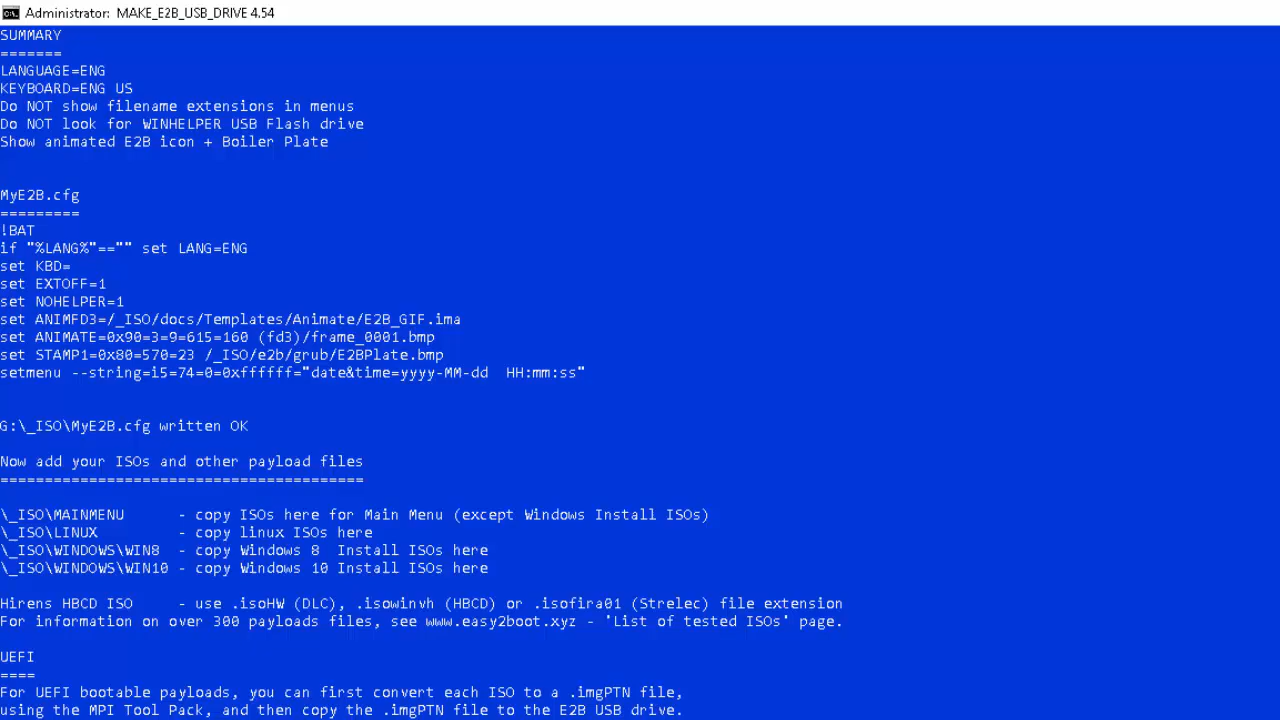 Administrator: MAKE_E2B_USB_DRIVE 4.54
SUMMARY
=======
LANGUAGE=ENG
KEYBOARD=ENG US
Do NOT show filename extensions in menus
Do NOT look for WINHELPER USB Flash drive
Show animated E2B icon + Boiler Plate
MyE2B.cfg
=========
!BAT
if "%LANG%"=="" set LANG=ENG
set KBD=
set EXTOFF=1
set NOHELPER=1
set ANIMFD3=/_ISO/docs/Templates/Animate/E2B_GIF.ima
set ANIMATE=0x90=3=9=615=160 (fd3)/frame_0001.bmp
set STAMP1=0x80=570=23 /_ISO/e2b/grub/E2BPlate.bmp
setmenu --string=i5=74=0=0xffffff="date&time=yyyy-MM-dd  HH:mm:ss"
G:\_ISO\MyE2B.cfg written OK
Now add your ISOs and other payload files
=========================================
\_ISO\MAINMENU      - copy ISOs here for Main Menu (except Windows Install ISOs)
\_ISO\LINUX         - copy linux ISOs here
\_ISO\WINDOWS\WIN8  - copy Windows 8  Install ISOs here
\_ISO\WINDOWS\WIN10 - copy Windows 10 Install ISOs here
Hirens HBCD ISO     - use .isoHW (DLC), .isowinvh (HBCD) or .isofira01 (Strelec) file extension
For information on over 300 payloads files, see www.easy2boot.xyz - 'List of tested ISOs' page.
UEFI
====
For UEFI bootable payloads, you can first convert each ISO to a .imgPTN file,
using the MPI Tool Pack, and then copy the .imgPTN file to the E2B USB drive.